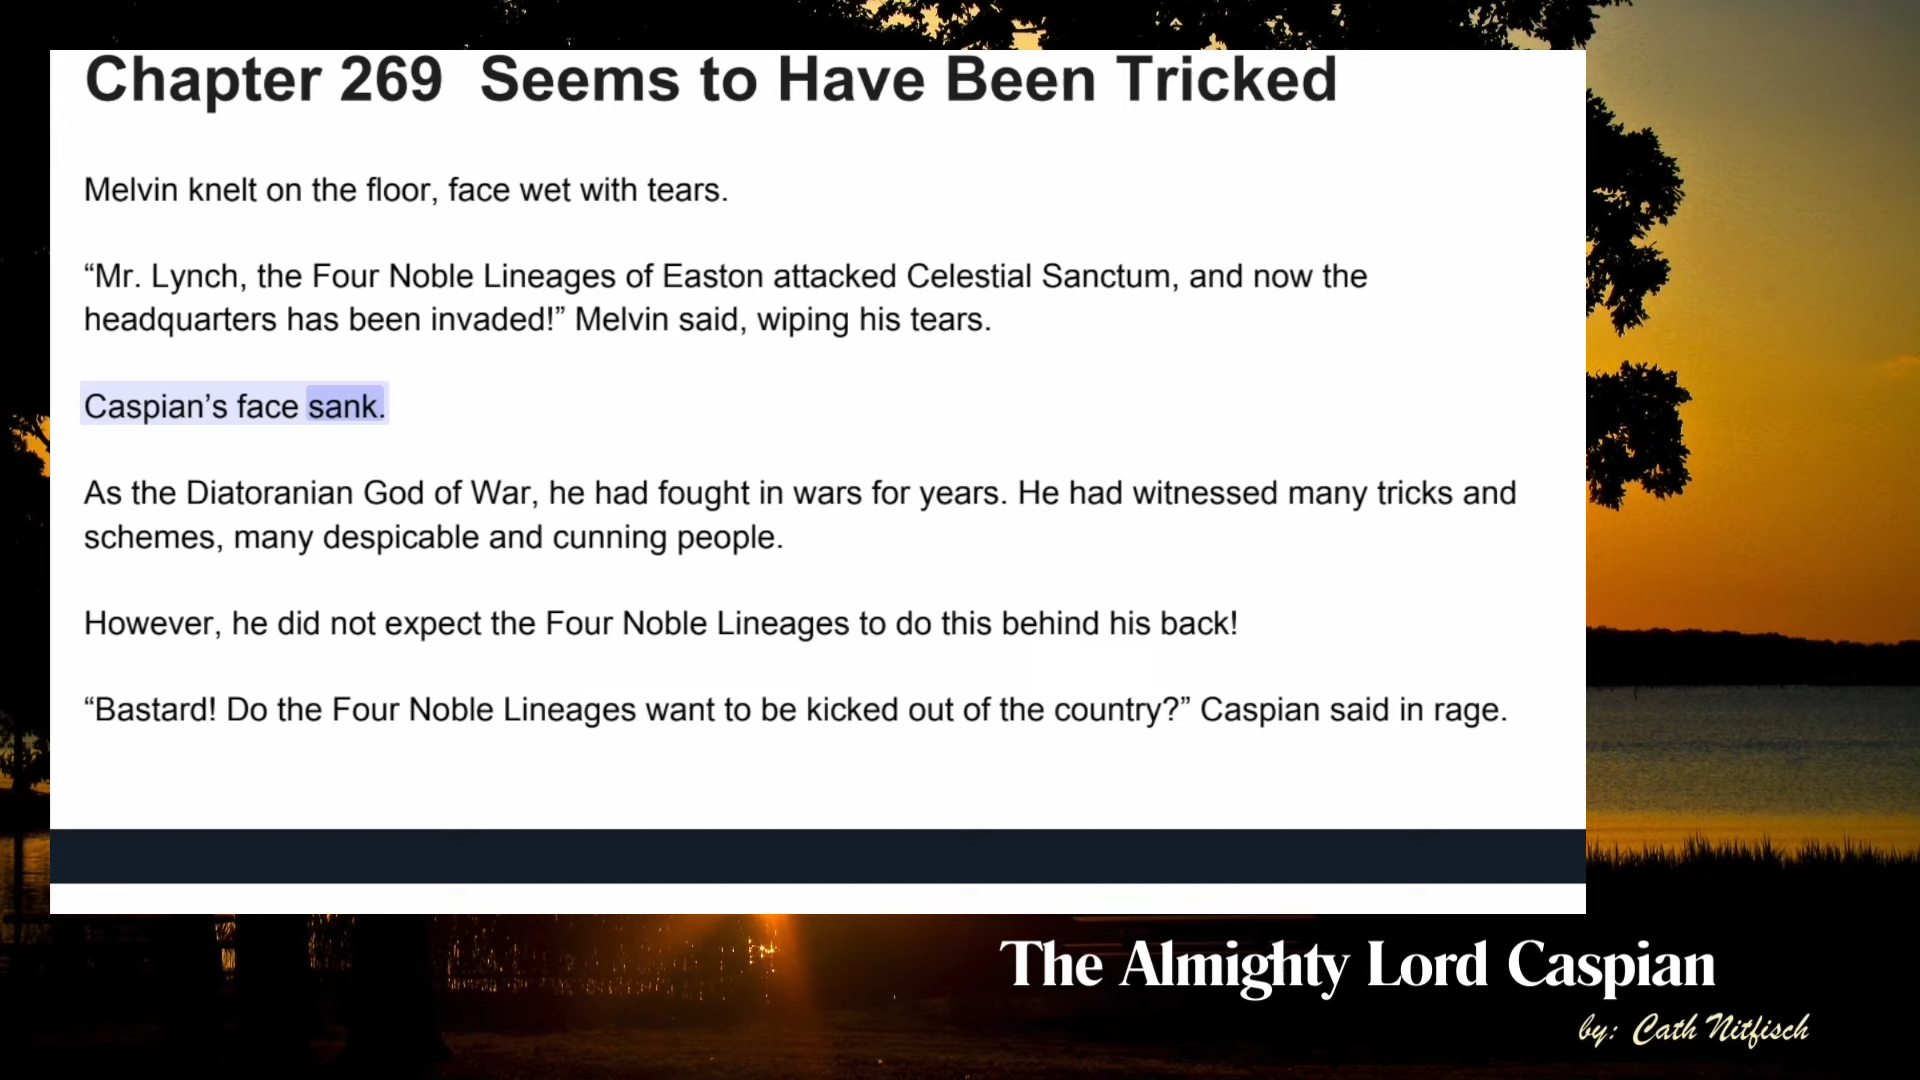 Chapter 269  Seems to Have Been Tricked
Melvin knelt on the floor, face wet with tears.
“Mr. Lynch, the Four Noble Lineages of Easton attacked Celestial Sanctum, and now the
headquarters has been invaded!” Melvin said, wiping his tears.
Caspian’s face sank.
As the Diatoranian God of War, he had fought in wars for years. He had witnessed many tricks and
schemes, many despicable and cunning people.
However, he did not expect the Four Noble Lineages to do this behind his back!
“Bastard! Do the Four Noble Lineages want to be kicked out of the country?” Caspian said in rage.
The Almighty Lord Caspian
by: Cath Nitfisch